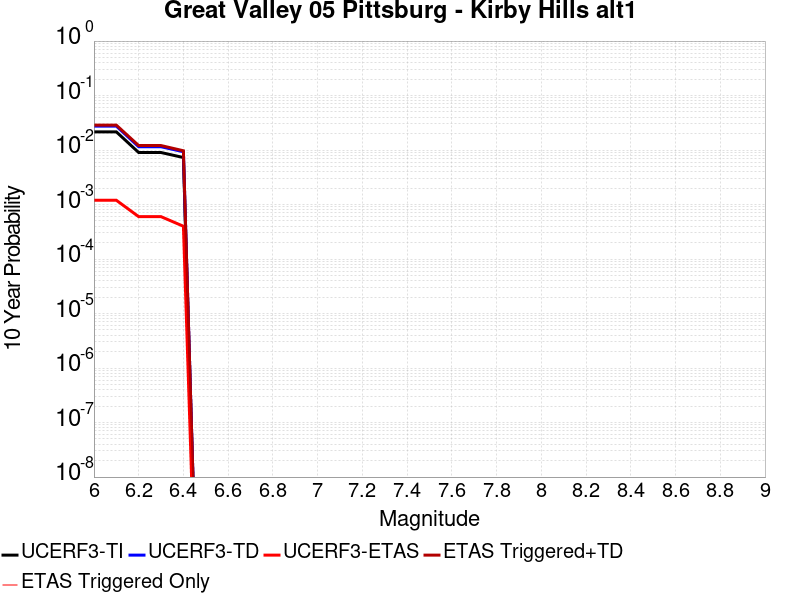 Great Valley 05 Pittsburg - Kirby Hills alt1
10^0
10^-1
10^-2
10^-3
10^-4
10^-5
10^-6
10^-7
10^-8
10 Year Probability
6 6.2 6.4 6.6 6.8 7 7.2 7.4 7.6 7.8 8 8.2 8.4 8.6 8.8 9
Magnitude
UCERF3-TI UCERF3-TD UCERF3-ETAS ETAS Triggered+TD
ETAS Triggered Only